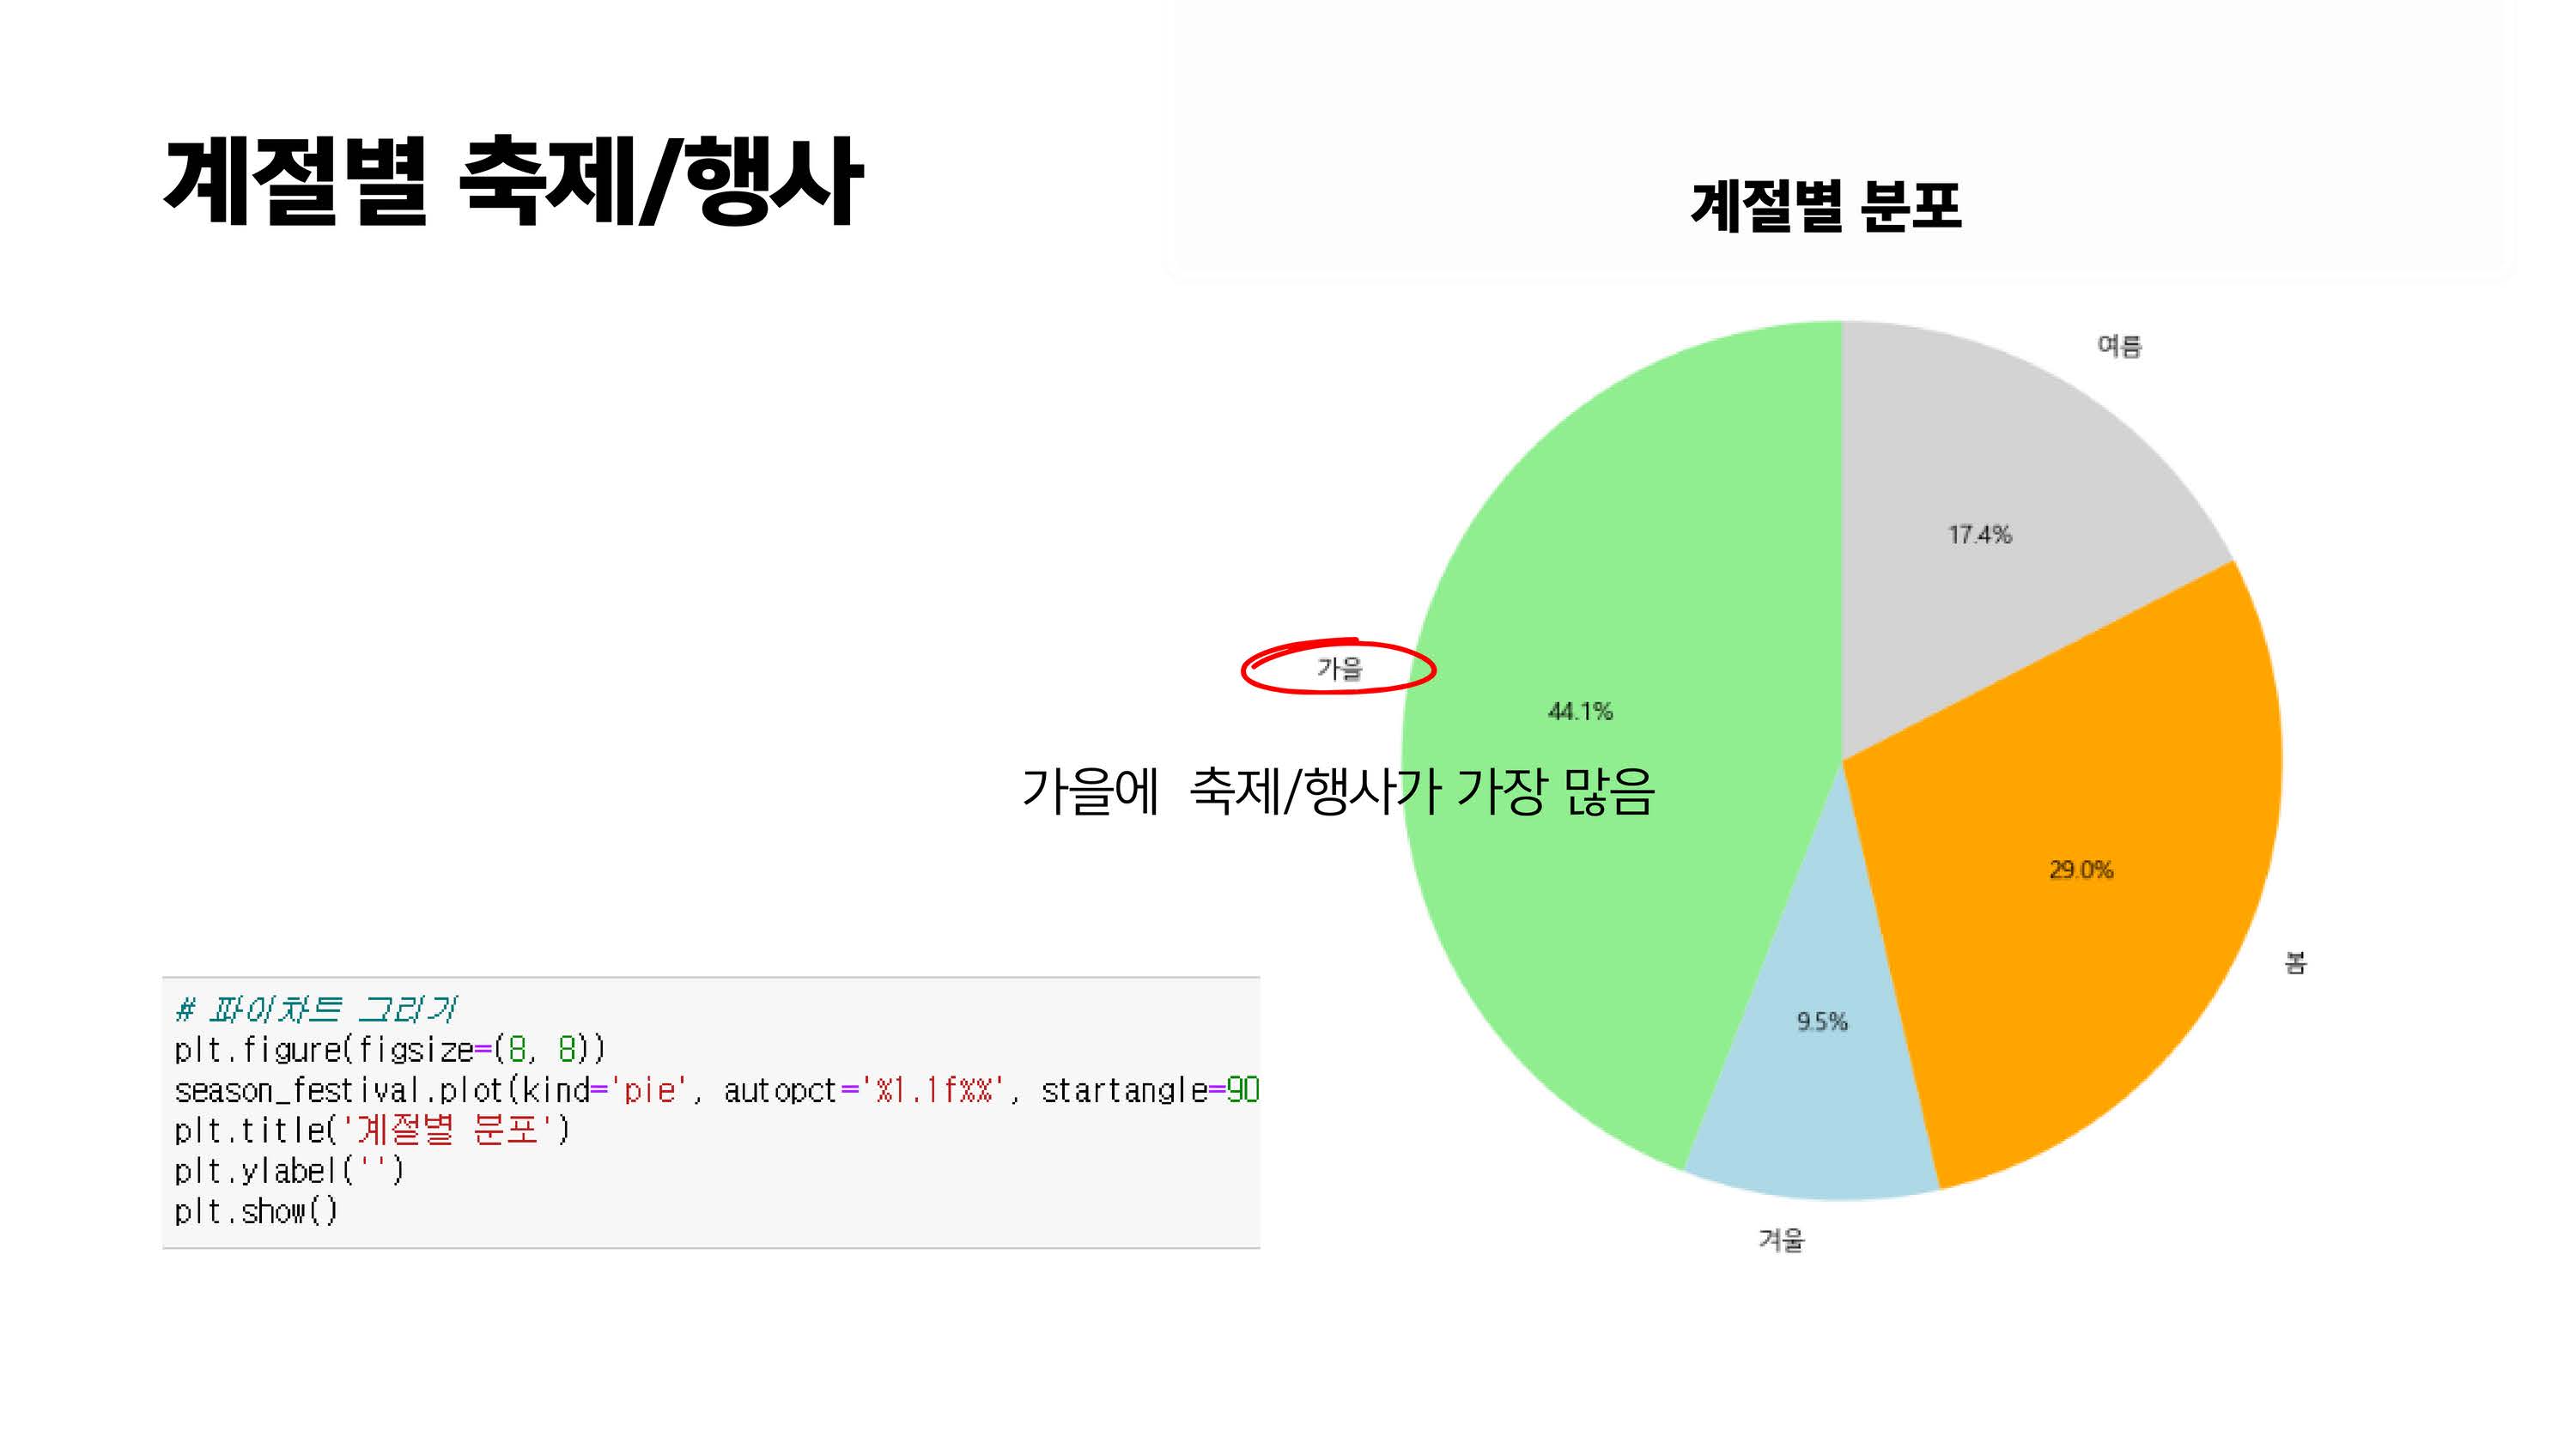 계절별 축제/행사
계절별 분포
여름
17.4%
가을
44.1%
가을에 축제/행사가 가장 많음
29.0%
봄
9.5%
겨울
# 파이차트 그리기
plt.figure(figsize=(8, 8))
season_festival.plot(kind='pie', autopct='%1.1f%%', startangle=90
plt.title('계절별 분포')
plt.ylabel('')
plt.show()